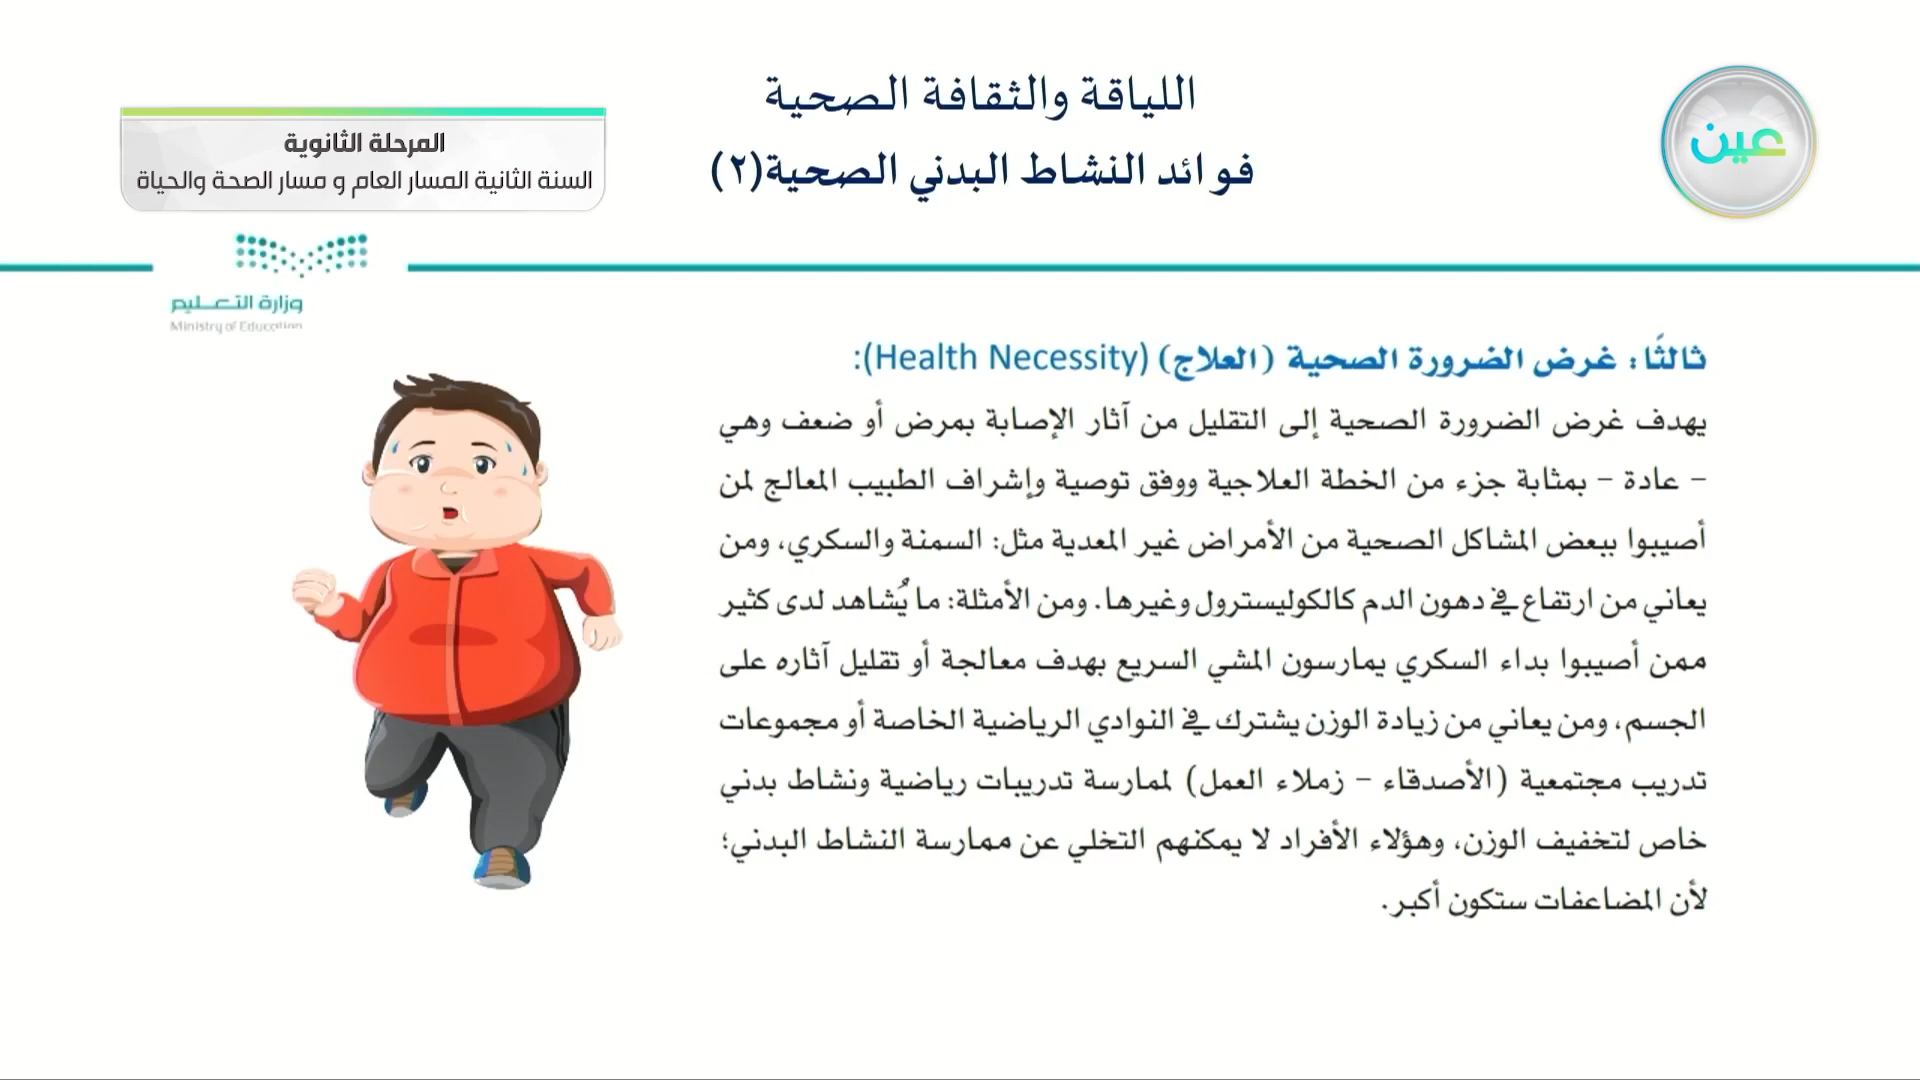 اللياقة والثقافة الصحية
فوائد النشاط البدني الصحية(٢)
عين
المرحلة الثانوية
السنة الثانية المسار العام و مسار الصحة والحياة
وزارة التعليم
Ministry of Education
ثالثًا: غرض الضرورة الصحية (العلاج) (Health Necessity):
يهدف غرض الضرورة الصحية إلى التقليل من آثار الإصابة بمرض أو ضعف وهي
– عادة – بمثابة جزء من الخطة العلاجية ووفق توصية وإشراف الطبيب المعالج لمن
أصيبوا ببعض المشاكل الصحية من الأمراض غير المعدية مثل: السمنة والسكري، ومن
يعاني من ارتفاع في دهون الدم كالكوليسترول وغيرها. ومن الأمثلة: ما يُشاهد لدى كثير
ممن أصيبوا بداء السكري يمارسون المشي السريع بهدف معالجة أو تقليل آثاره على
الجسم، ومن يعاني من زيادة الوزن يشترك في النوادي الرياضية الخاصة أو مجموعات
تدريب مجتمعية (الأصدقاء – زملاء العمل) لممارسة تدريبات رياضية ونشاط بدني
خاص لتخفيف الوزن، وهؤلاء الأفراد لا يمكنهم التخلي عن ممارسة النشاط البدني؛
لأن المضاعفات ستكون أكبر.